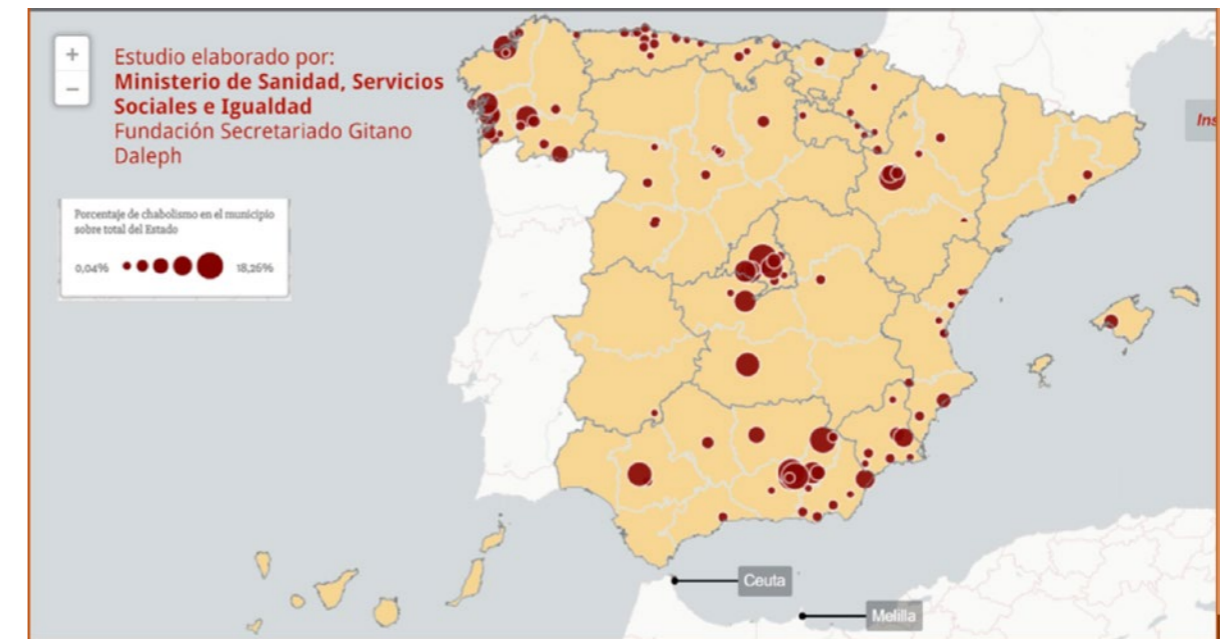 +
−
Estudio elaborado por:
Ministerio de Sanidad, Servicios
Sociales e Igualdad
Fundación Secretariado Gitano
Daleph
Ins
Porcentaje de chabolismo en el municipio
sobre total del Estado
0,04% 18,26%
Ceuta
Melilla